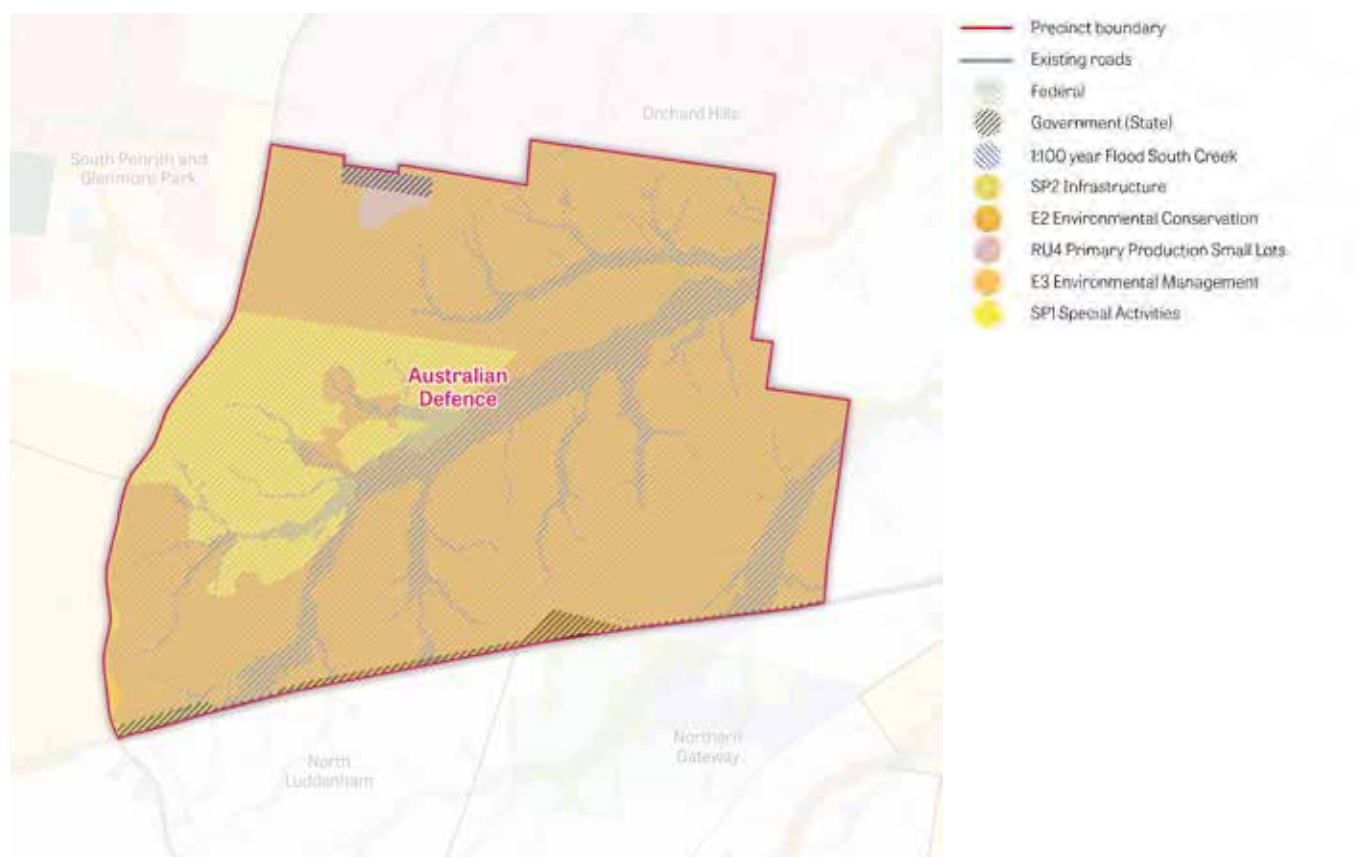 South Penrith and
Glenmore Park
Orchard Hills
Australian
Defence
North
Luddenham
Northern
Gateway
Precinct boundary
Existing roads
Federal
Government (State)
1:100 year Flood South Creek
SP2 Infrastructure
E2 Environmental Conservation
RU4 Primary Production Small Lots
E3 Environmental Management
SP1 Special Activities